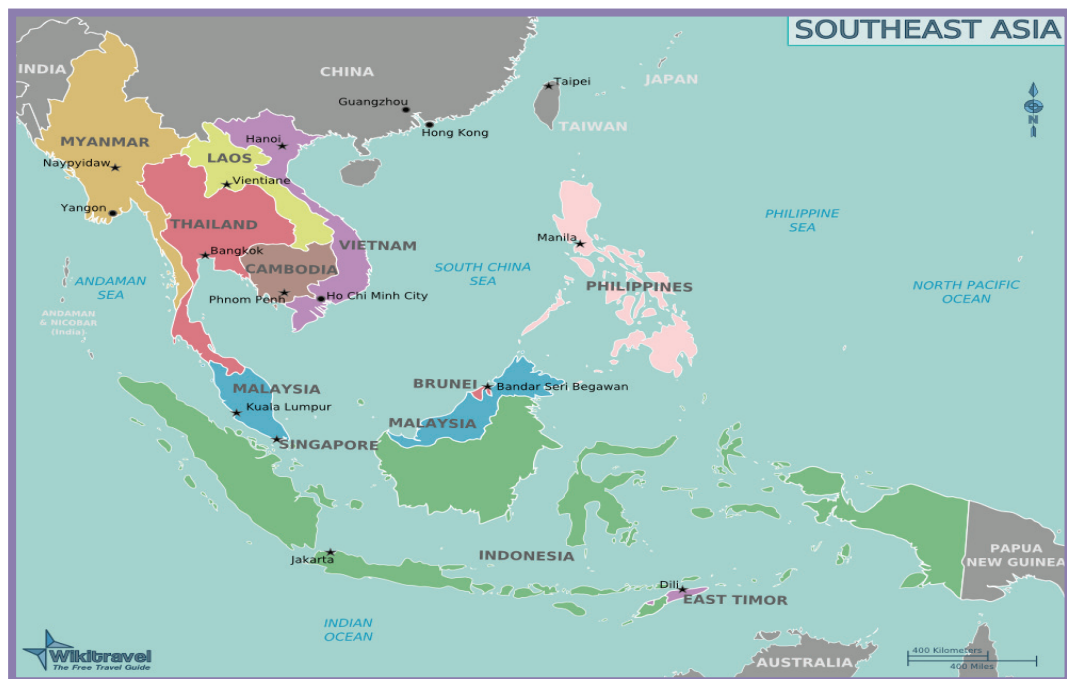 SOUTHEAST ASIA
INDIA
CHINA
JAPAN
Taipei
Guangzhou
Hong Kong
TAIWAN
N
MYANMAR
Hanoi
Naypyidaw
LAOS
Vientiane
Yangon
THAILAND
PHILIPPINE
SEA
Manila
VIETNAM
Bangkok
CAMBODIA
SOUTH CHINA
SEA
ANDAMAN
SEA
PHILIPPINES
NORTH PACIFIC
OCEAN
Phnom Penh
Ho Chi Minh City
ANDAMAN
& NICOBAR
(India)
MALAYSIA
BRUNEI
Bandar Seri Begawan
Kuala Lumpur
MALAYSIA
SINGAPORE
INDONESIA
Jakarta
PAPUA
NEW GUINEA
Dili
EAST TIMOR
INDIAN
OCEAN
Wikitravel
The Free Travel Guide
AUSTRALIA
400 Kilometers
400 Miles